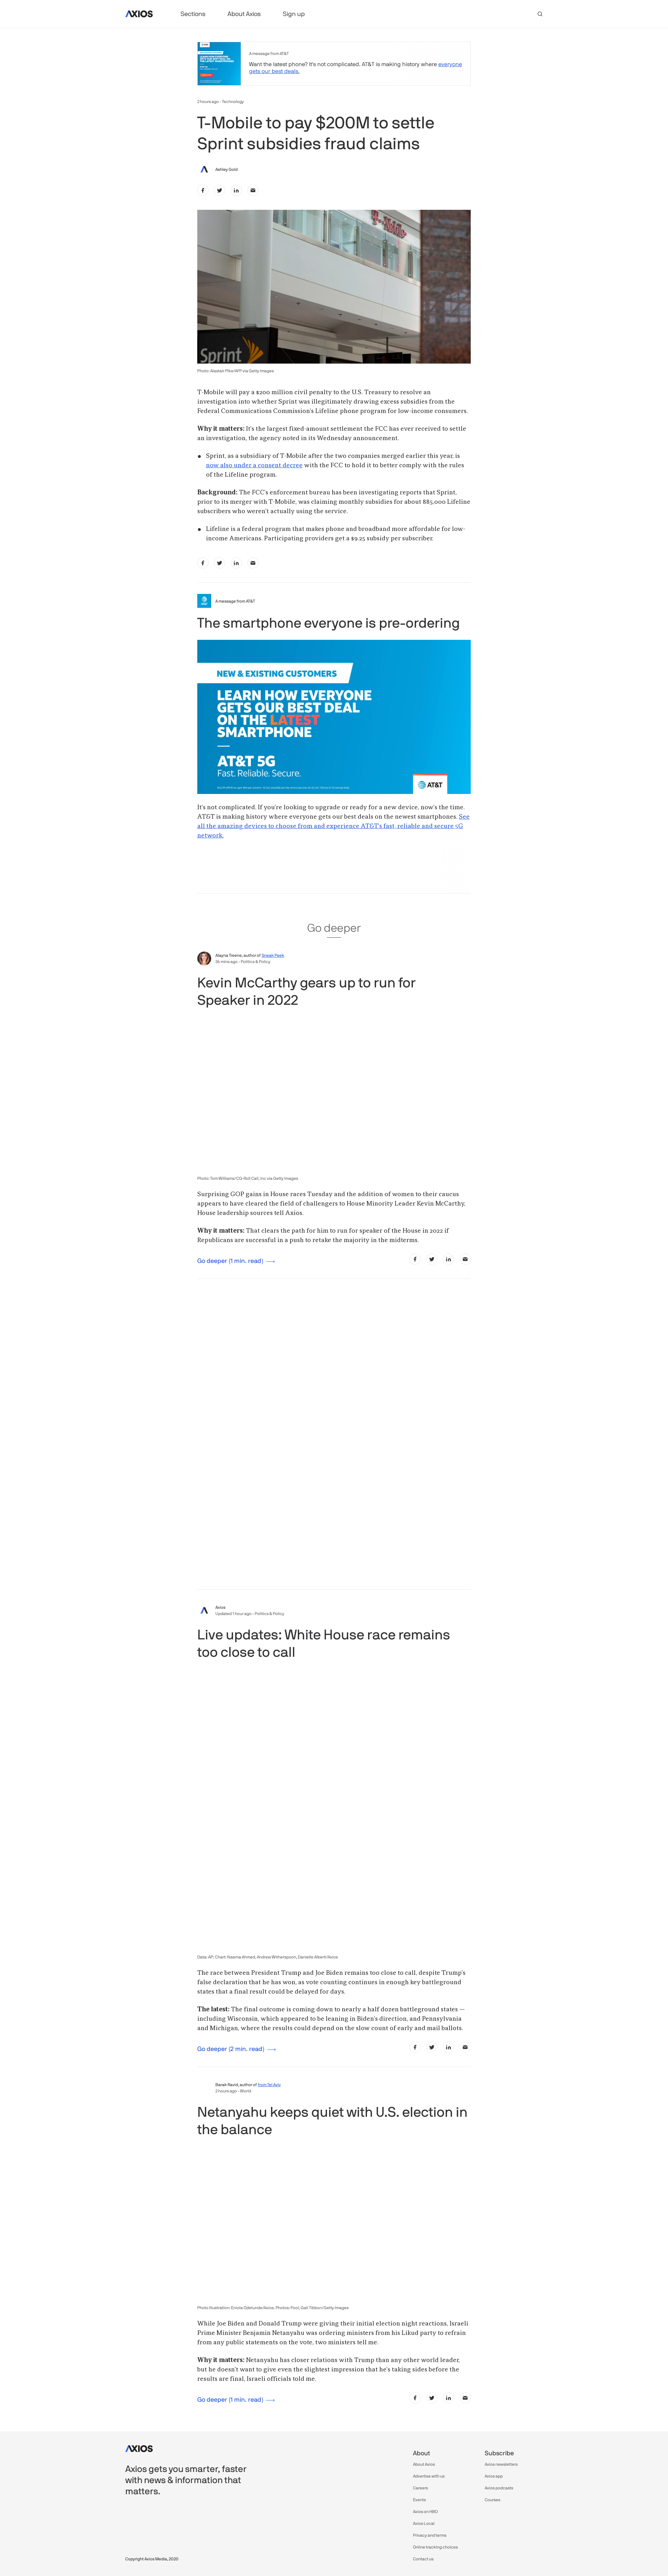 AXIOS
Sections
About Axios
Sign up
A message from AT&T
Want the latest phone? It's not complicated. AT&T is making history where everyone
gets our best deals.
2 hours ago - Technology
T-Mobile to pay $200M to settle
Sprint subsidies fraud claims
Ashley Gold
T-Mobile
Sprint
Photo: Alastair Pike/AFP via Getty Images
T-Mobile will pay a $200 million civil penalty to the U.S. Treasury to resolve an
investigation into whether Sprint was illegitimately drawing excess subsidies from the
Federal Communications Commission's Lifeline phone program for low-income consumers.
Why it matters: It's the largest fixed-amount settlement the FCC has ever received to settle
an investigation, the agency noted in its Wednesday announcement.
Sprint, as a subsidiary of T-Mobile after the two companies merged earlier this year, is
now also under a consent decree with the FCC to hold it to better comply with the rules
of the Lifeline program.
Background: The FCC's enforcement bureau has been investigating reports that Sprint,
prior to its merger with T-Mobile, was claiming monthly subsidies for about 885,000 Lifeline
subscribers who weren't actually using the service.
Lifeline is a federal program that makes phone and broadband more affordable for low-
income Americans. Participating providers get a $9.25 subsidy per subscriber.
A message from AT&T
The smartphone everyone is pre-ordering
NEW & EXISTING CUSTOMERS
LEARN HOW EVERYONE
GETS OUR BEST DEAL
ON THE LATEST
SMARTPHONE
AT&T 5G
Fast. Reliable. Secure.
AT&T
It's not complicated. If you're looking to upgrade or ready for a new device, now's the time.
AT&T is making history where everyone gets our best deals on the newest smartphones. See
all the amazing devices to choose from and experience AT&T's fast, reliable and secure 5G
network.
Go deeper
Alayna Treene, author of Sneak Peek
36 mins ago - Politics & Policy
Kevin McCarthy gears up to run for
Speaker in 2022
Photo: Tom Williams/CQ-Roll Call, Inc via Getty Images
Surprising GOP gains in House races Tuesday and the addition of women to their caucus
appears to have cleared the field of challengers to House Minority Leader Kevin McCarthy,
House leadership sources tell Axios.
Why it matters: That clears the path for him to run for speaker of the House in 2022 if
Republicans are successful in a push to retake the majority in the midterms.
Go deeper (1 min. read)
Axios
Updated 1 hour ago - Politics & Policy
Live updates: White House race remains
too close to call
Data: AP; Chart: Naema Ahmed, Andrew Witherspoon, Danielle Alberti/Axios
The race between President Trump and Joe Biden remains too close to call, despite Trump's
false declaration that he has won, as vote counting continues in enough key battleground
states that a final result could be delayed for days.
The latest: The final outcome is coming down to nearly a half dozen battleground states —
including Wisconsin, which appeared to be leaning in Biden's direction, and Pennsylvania
and Michigan, where the results could depend on the slow count of early and mail ballots.
Go deeper (2 min. read)
Barak Ravid, author of from Tel Aviv
2 hours ago - World
Netanyahu keeps quiet with U.S. election in
the balance
Photo illustration: Eniola Odetunde/Axios. Photos: Pool, Gali Tibbon/Getty Images
While Joe Biden and Donald Trump were giving their initial election night reactions, Israeli
Prime Minister Benjamin Netanyahu was ordering ministers from his Likud party to refrain
from any public statements on the vote, two ministers tell me.
Why it matters: Netanyahu has closer relations with Trump than any other world leader,
but he doesn't want to give even the slightest impression that he's taking sides before the
results are final, Israeli officials told me.
Go deeper (1 min. read)
AXIOS
Axios gets you smarter, faster
with news & information that
matters.
About
About Axios
Advertise with us
Careers
Events
Axios on HBO
Axios Local
Privacy and terms
Online tracking choices
Contact us
Subscribe
Axios newsletters
Axios app
Axios podcasts
Courses
Copyright Axios Media, 2020